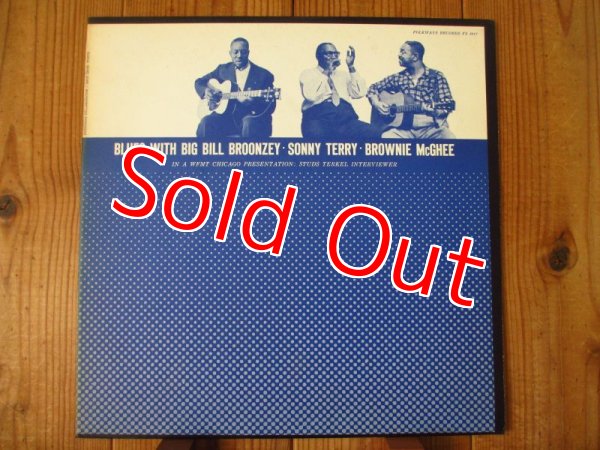 FOLKWAYS RECORDS FS 3817
BLUES WITH BIG BILL BROONZEY · SONNY TERRY · BROWNIE McGHEE
IN A WFMT CHICAGO PRESENTATION: STUDS TERKEL INTERVIEWER
Sold Out